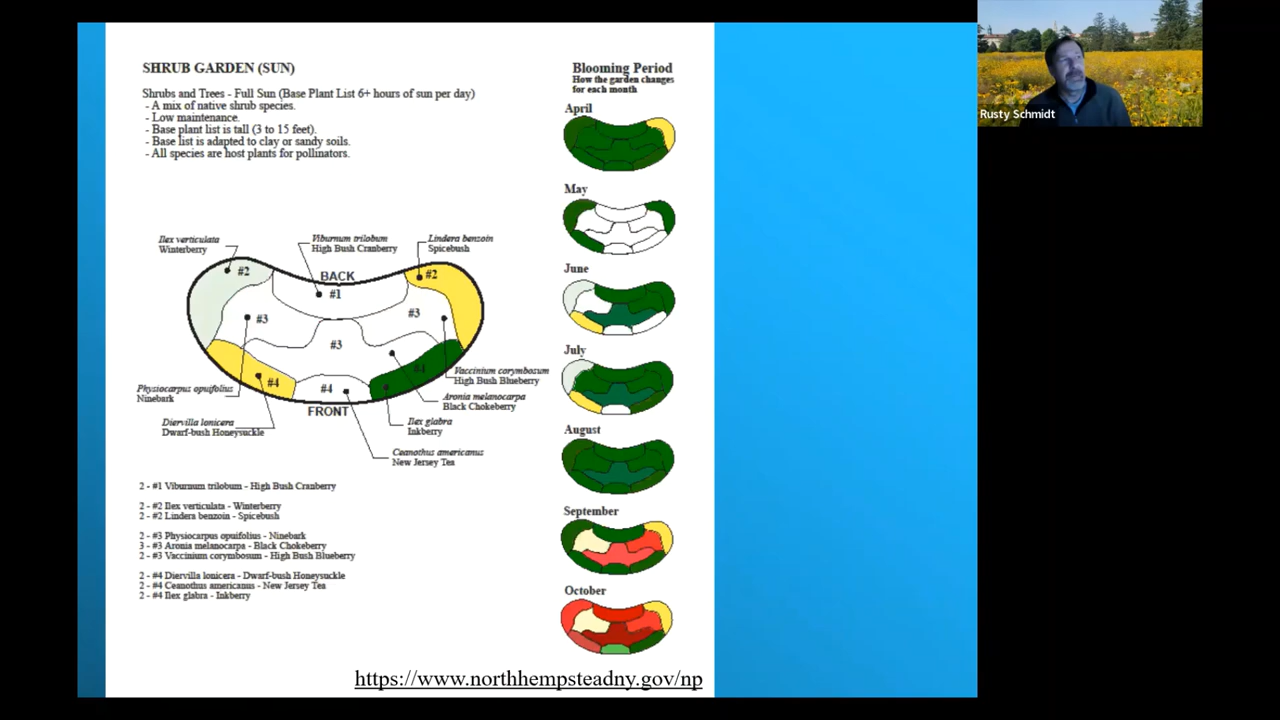 SHRUB GARDEN (SUN)
Shrubs and Trees - Full Sun (Base Plant List 6+ hours of sun per day)
- A mix of native shrub species.
- Low maintenance.
- Base plant list is tall (3 to 15 feet).
- Base list is adapted to clay or sandy soils.
- All species are host plants for pollinators.
Ilex verticulata
Winterberry
Viburnum trilobum
High Bush Cranberry
Lindera benzoin
Spicebush
#2
BACK
#2
#1
#3
#3
#3
#4
#4
#4
Physiocarpus opuifolius
Ninebark
Vaccinium corymbosum
High Bush Blueberry
Aronia melanocarpa
Black Chokeberry
FRONT
Diervilla lonicera
Dwarf-bush Honeysuckle
Ilex glabra
Inkberry
Ceanothus americanus
New Jersey Tea
2 - #1 Viburnum trilobum - High Bush Cranberry
2 - #2 Ilex verticulata - Winterberry
2 - #2 Lindera benzoin - Spicebush
2 - #3 Physiocarpus opuifolius - Ninebark
3 - #3 Aronia melanocarpa - Black Chokeberry
2 - #3 Vaccinium corymbosum - High Bush Blueberry
2 - #4 Diervilla lonicera - Dwarf-bush Honeysuckle
2 - #4 Ceanothus americanus - New Jersey Tea
2 - #4 Ilex glabra - Inkberry
Blooming Period
How the garden changes
for each month
April
May
June
July
August
September
October
https://www.northhempsteadny.gov/np
Rusty Schmidt